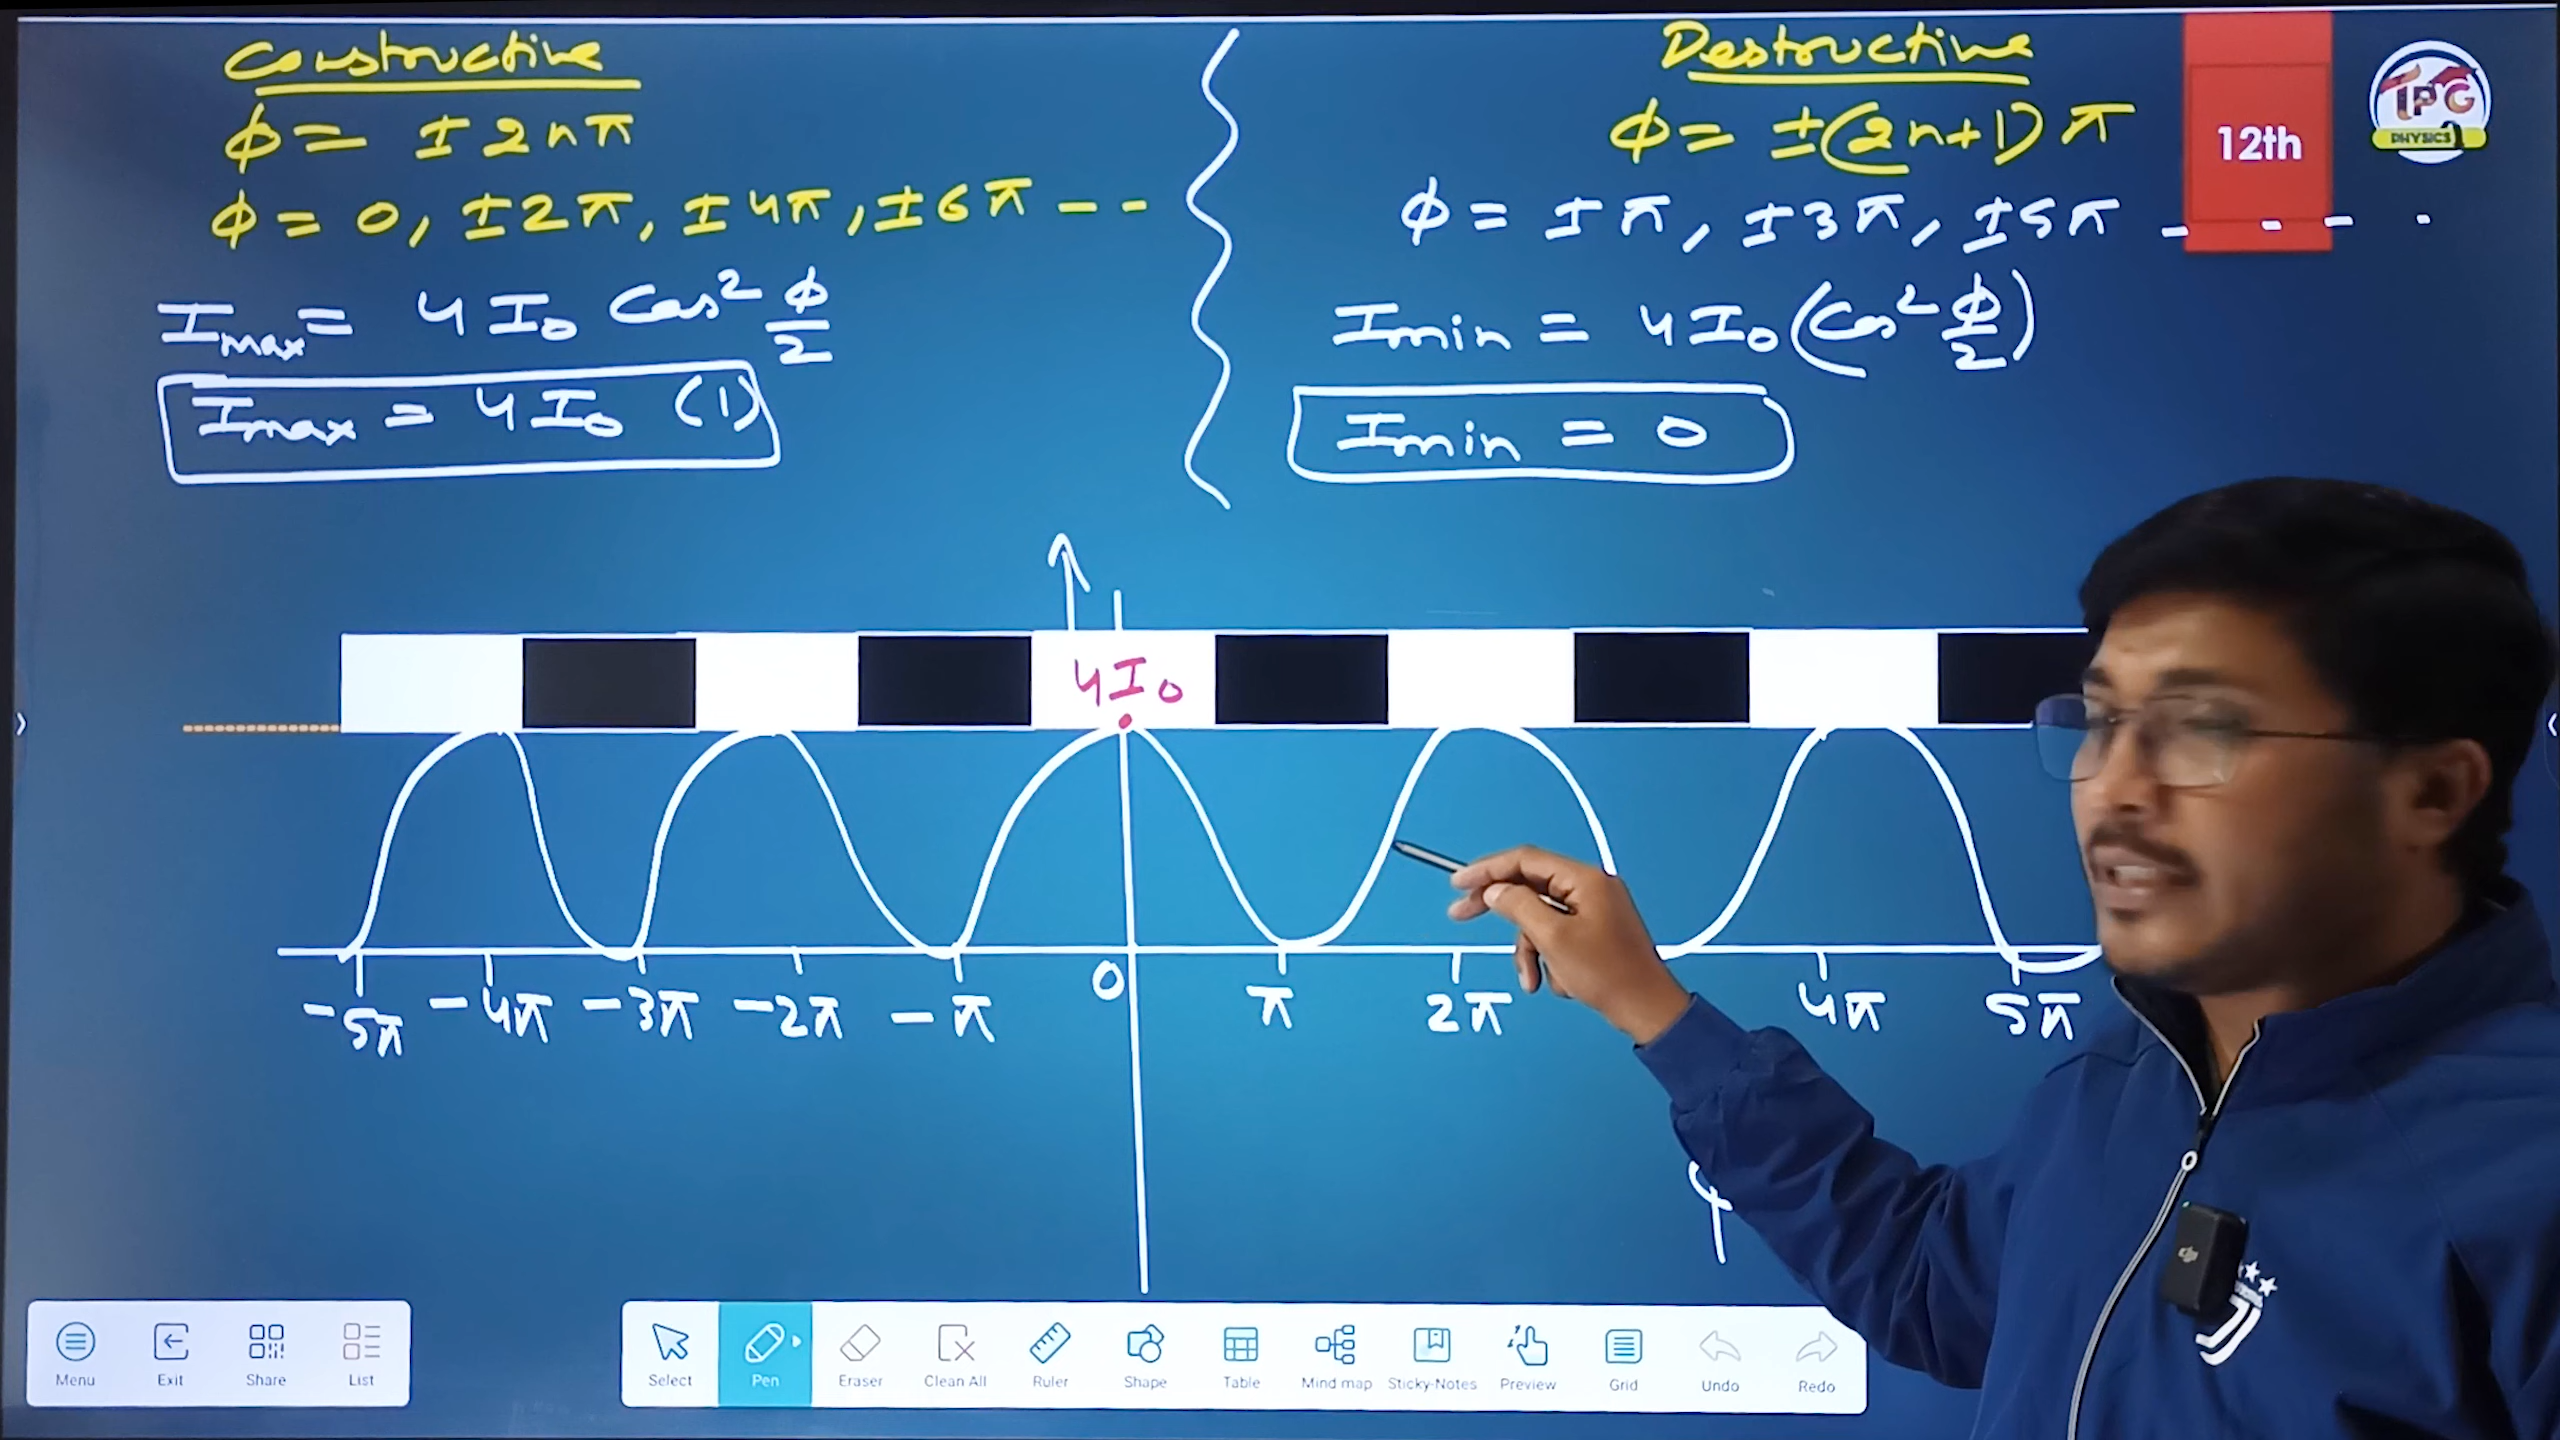 Constructive
ϕ = ±2nπ
ϕ = 0, ±2π, ±4π, ±6π - -
Imax = 4I₀ Cos² ϕ/2
Imax = 4I₀ (1)
Destructive
ϕ = ±(2n+1)π
ϕ = ±π, ±3π, ±5π - - - -
Imin = 4I₀ (Cos² ϕ/2)
Imin = 0
12th
TPG
PHYSICS
4I₀
-5π -4π -3π -2π -π 0 π 2π 4π 5π
Menu Exit Share List
Select Pen Eraser Clean All Ruler Shape Table Mind map Sticky-Notes Preview Grid Undo Redo
dji